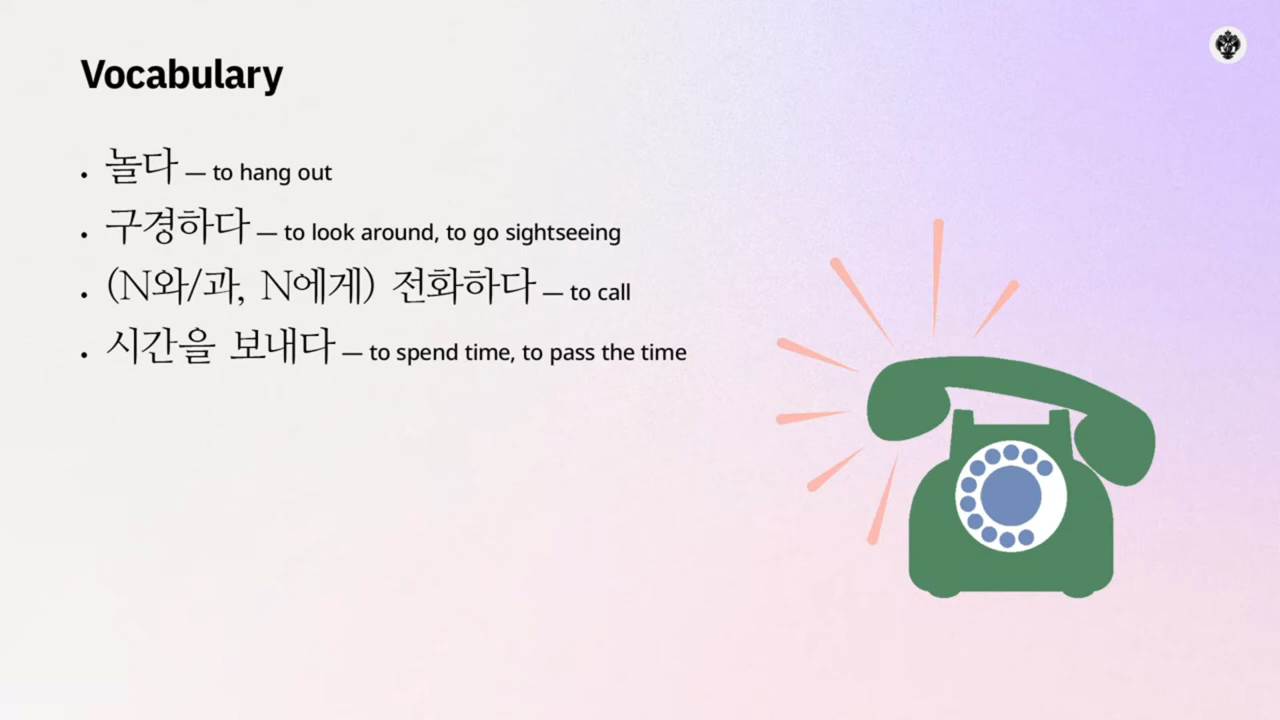 Vocabulary
• 놀다 — to hang out
• 구경하다 — to look around, to go sightseeing
• (N와/과, N에게) 전화하다 — to call
• 시간을 보내다 — to spend time, to pass the time